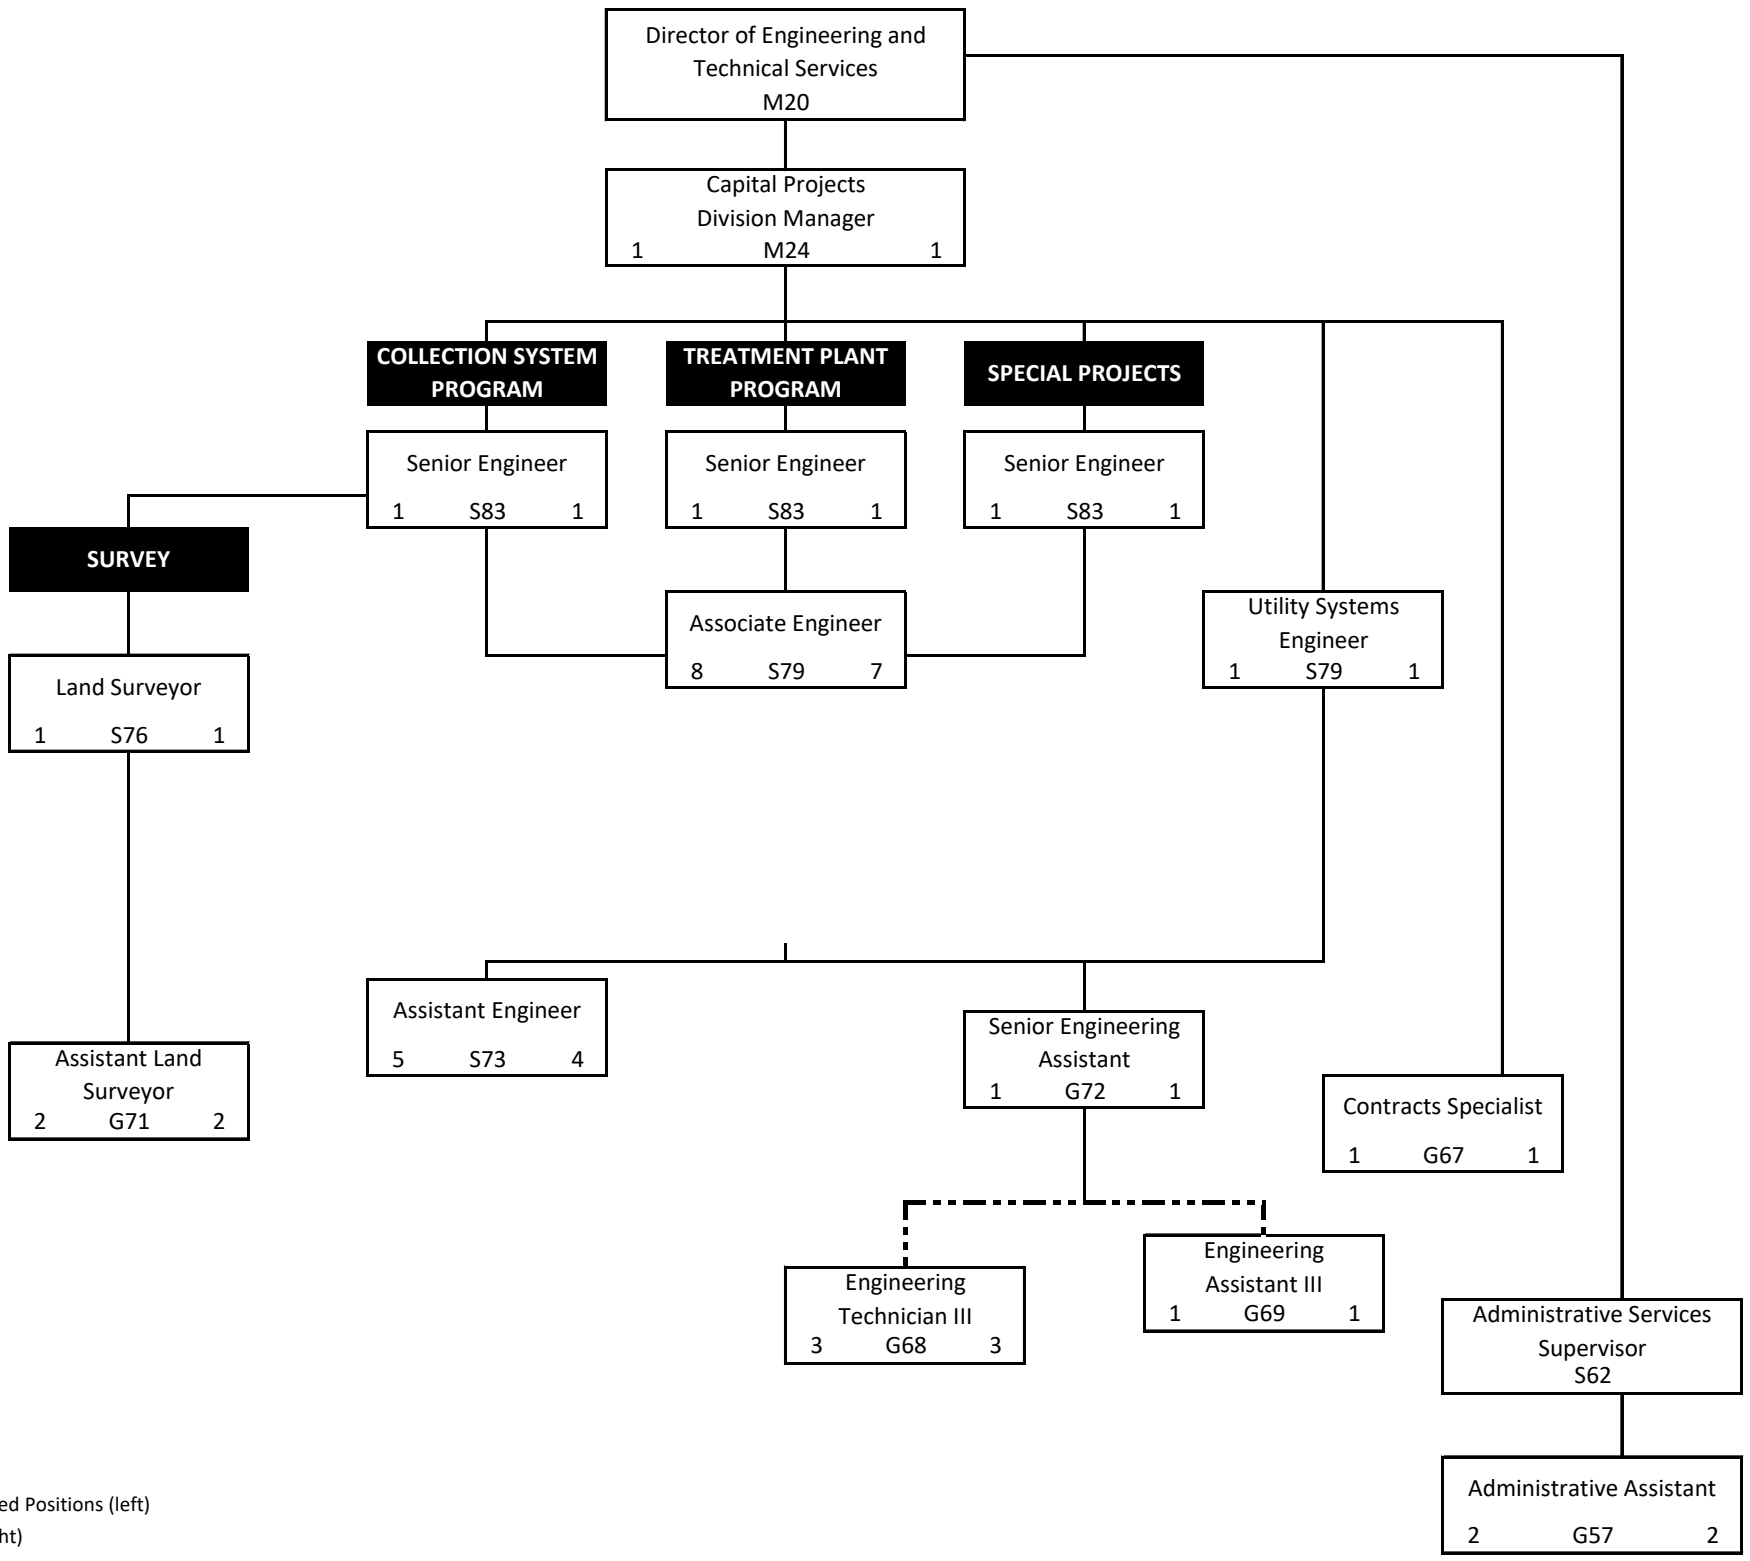 Director of Engineering and
Technical Services
M20
Capital Projects
Division Manager
1 M24 1
COLLECTION SYSTEM
PROGRAM
TREATMENT PLANT
PROGRAM
SPECIAL PROJECTS
Senior Engineer
1 S83 1
Senior Engineer
1 S83 1
Senior Engineer
1 S83 1
SURVEY
Associate Engineer
8 S79 7
Utility Systems
Engineer
1 S79 1
Land Surveyor
1 S76 1
Assistant Engineer
5 S73 4
Senior Engineering
Assistant
1 G72 1
Assistant Land
Surveyor
2 G71 2
Contracts Specialist
1 G67 1
Engineering
Technician III
3 G68 3
Engineering
Assistant III
1 G69 1
Administrative Services
Supervisor
S62
Administrative Assistant
2 G57 2
ed Positions (left)
ht)